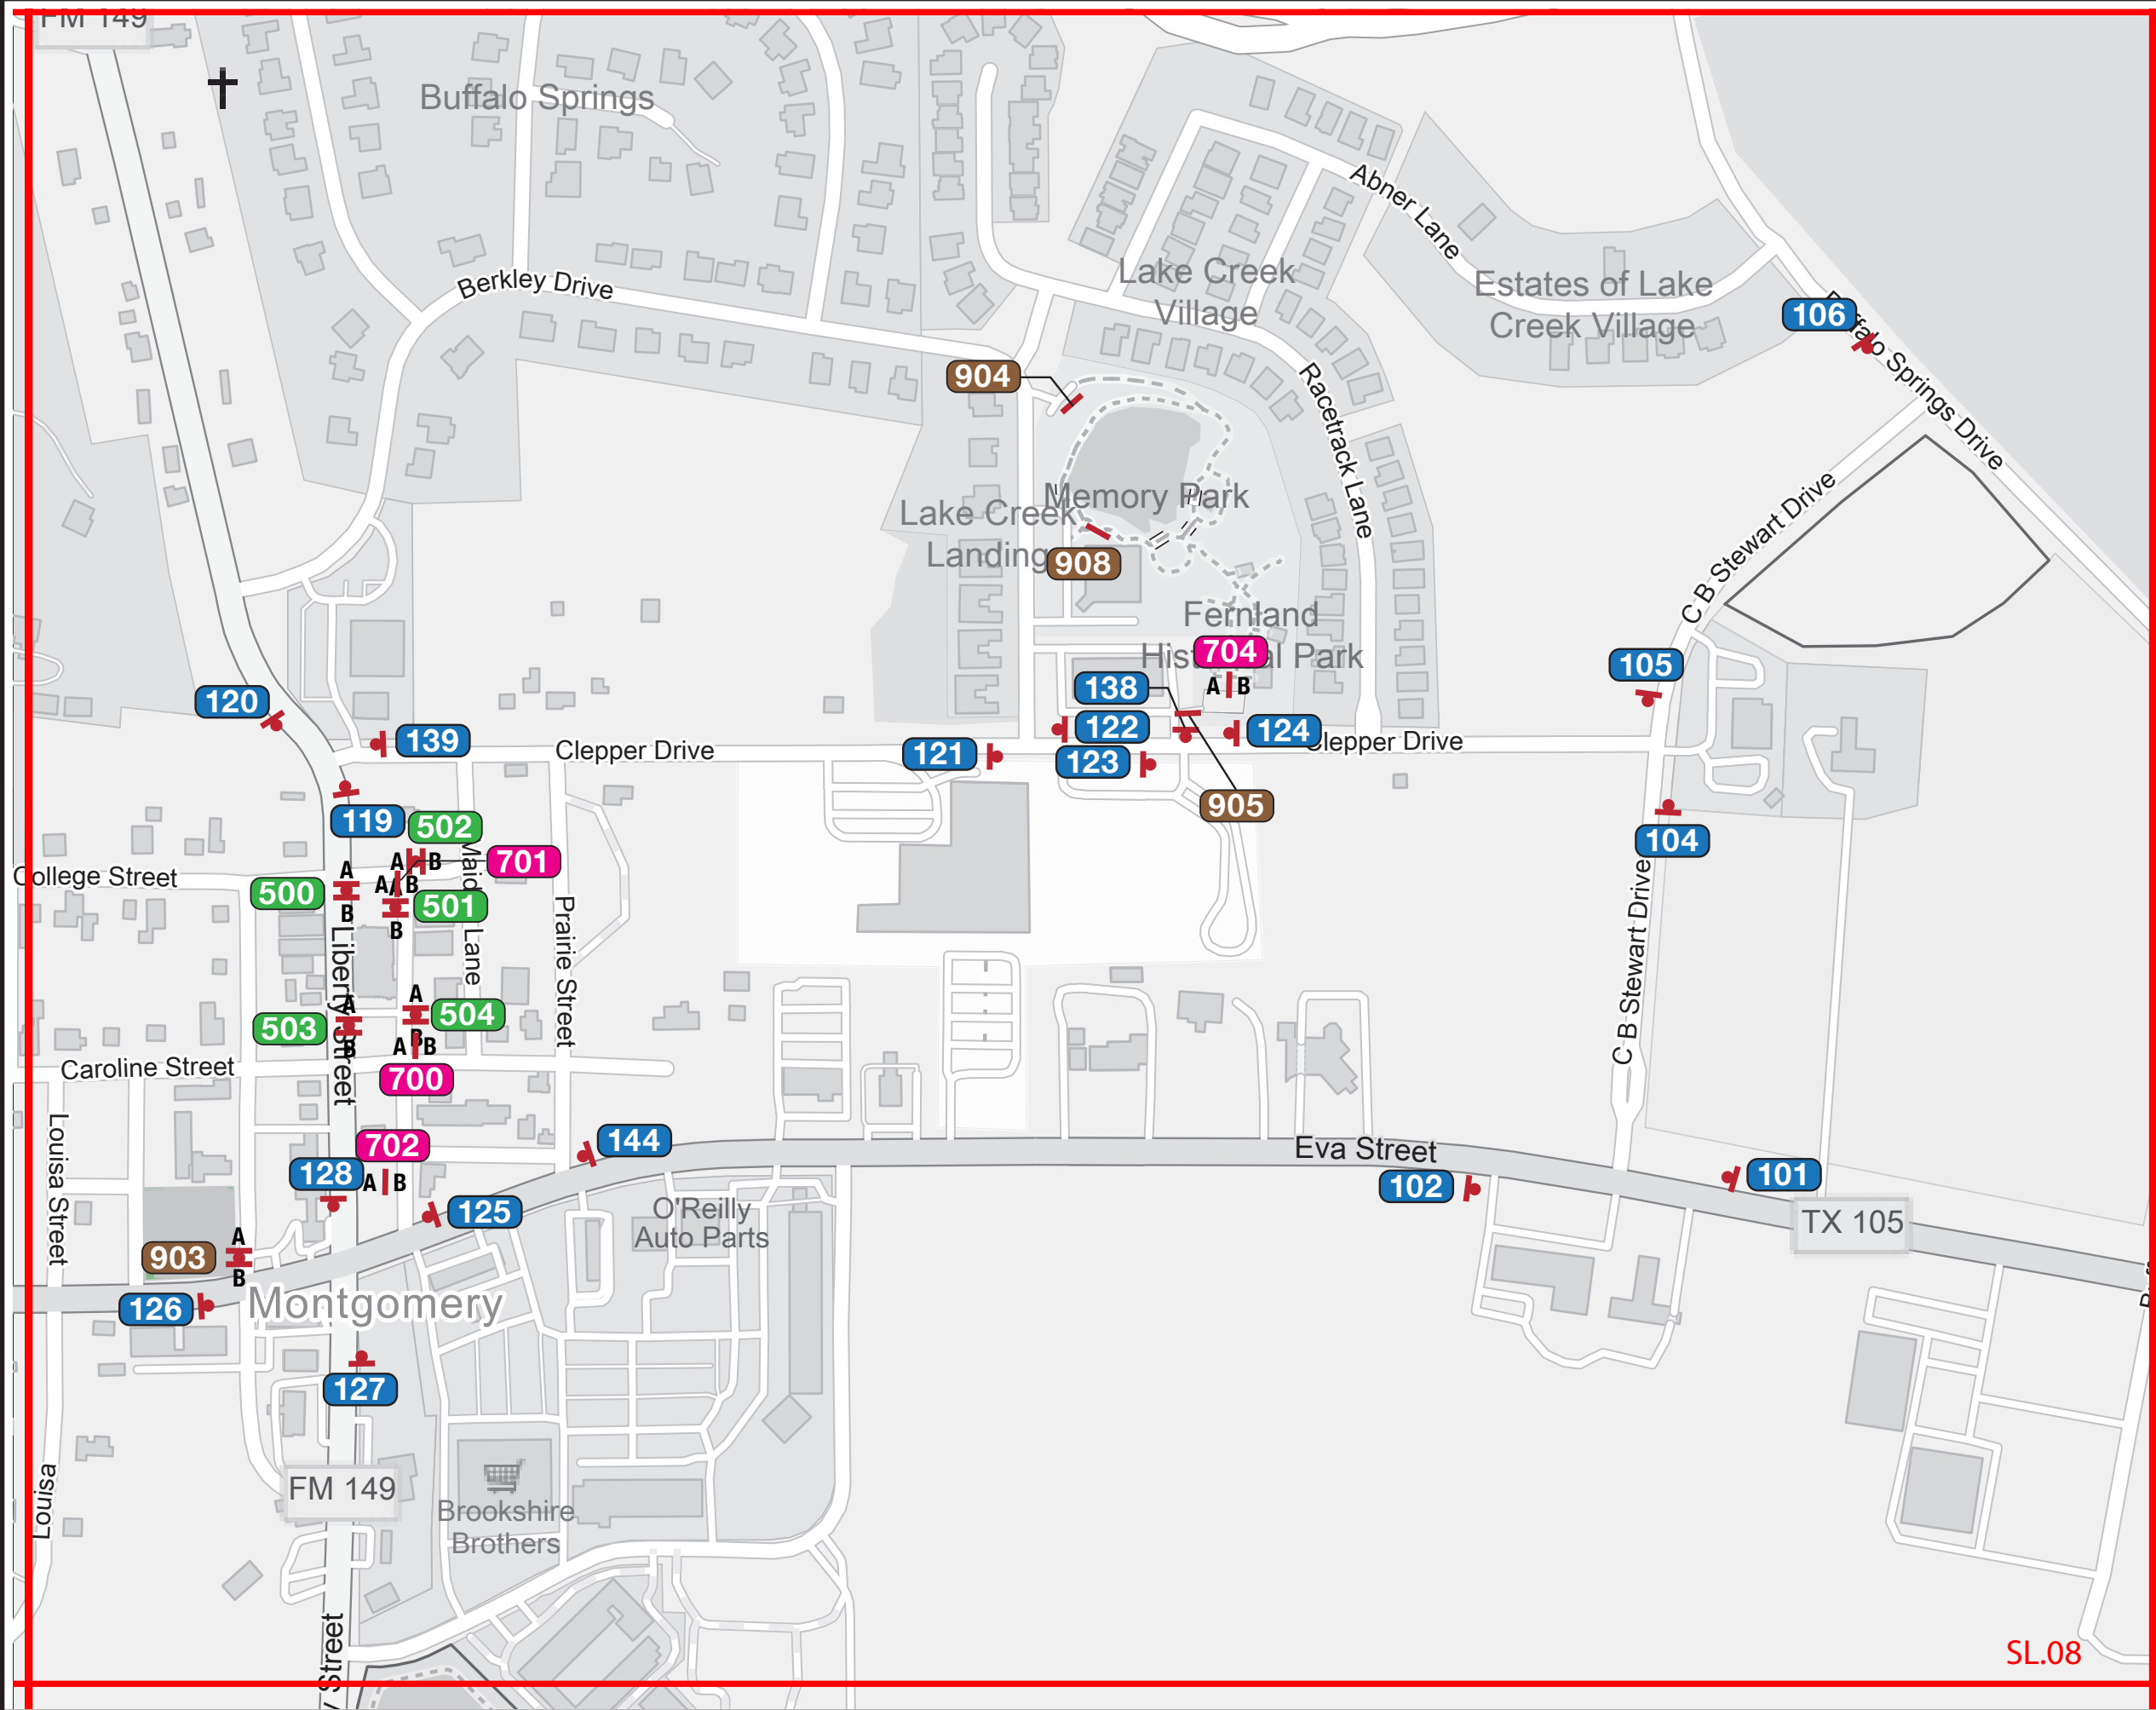 FM 149
Buffalo Springs
Abner Lane
Lake Creek
Village
Estates of Lake
Creek Village
Berkley Drive
106
Buffalo Springs Drive
904
Racetrack Lane
Memory Park
Lake Creek
Landing
908
C B Stewart Drive
Fernland
Historical Park
704
A B
105
138
120
139
122
124
Clepper Drive
121
123
Clepper Drive
905
119
502
104
A B
701
College Street
A
500
B
A B
A
501
B
Maid Lane
Prairie Street
Liberty Street
C B Stewart Drive
A
503
B
A
504
B
A B
Caroline Street
700
Louisa Street
702
A B
144
128
125
Eva Street
102
101
TX 105
O'Reilly
Auto Parts
A
903
B
126
Montgomery
127
FM 149
Louisa
Brookshire
Brothers
y Street
SL.08